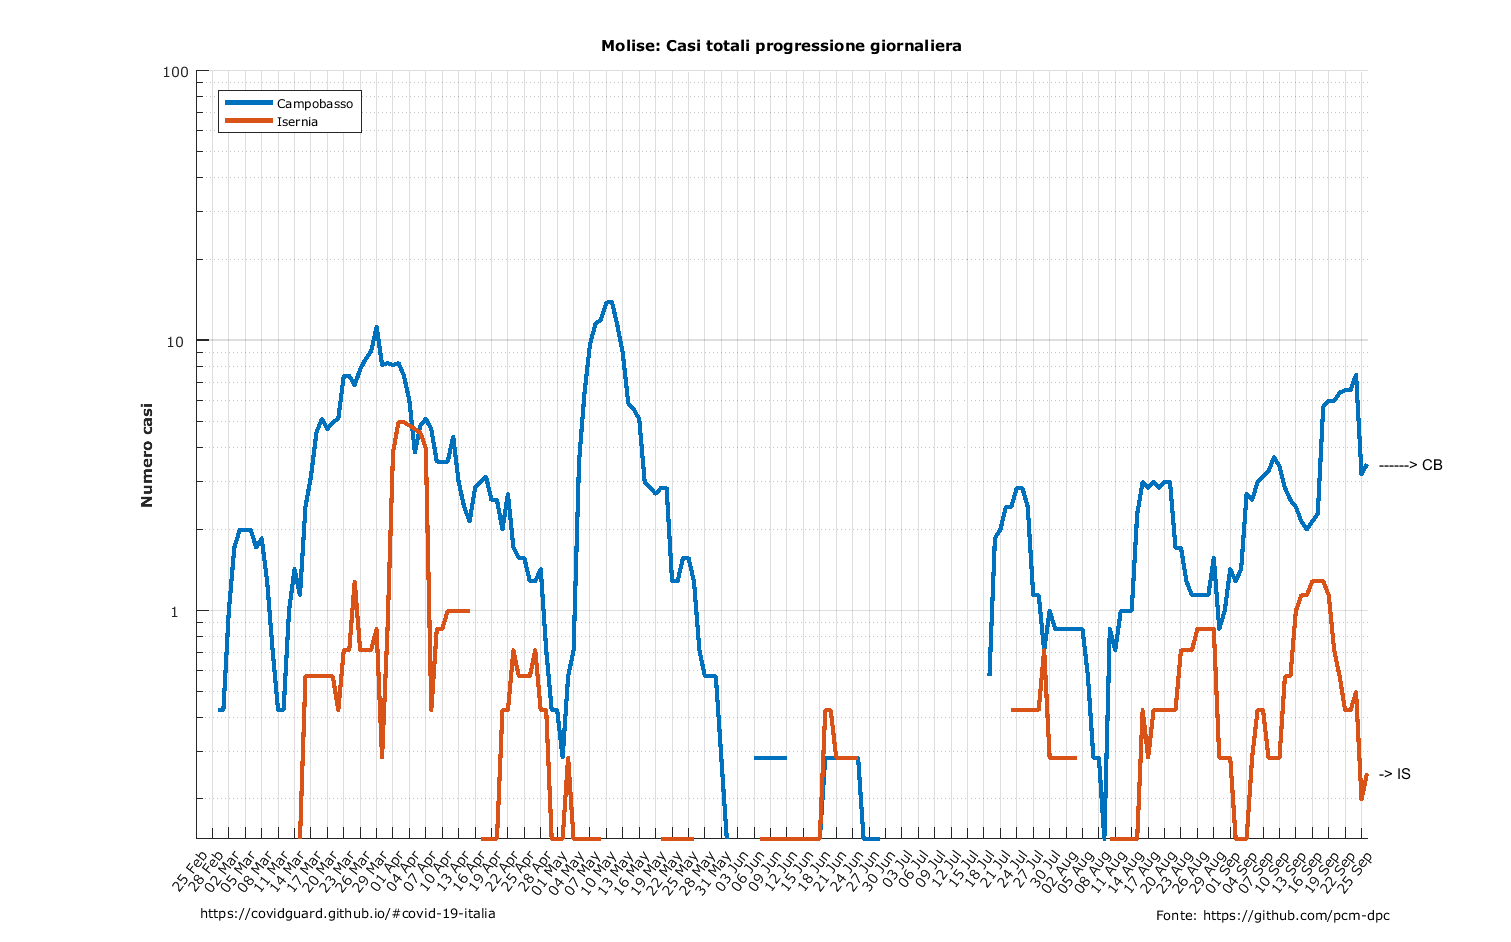 Molise: Casi totali progressione giornaliera
Campobasso
Isernia
Numero casi
100
10
1
------> CB
-> IS
25 Feb
28 Feb
02 Mar
05 Mar
08 Mar
11 Mar
14 Mar
17 Mar
20 Mar
23 Mar
26 Mar
29 Mar
01 Apr
04 Apr
07 Apr
10 Apr
13 Apr
16 Apr
19 Apr
22 Apr
25 Apr
28 Apr
01 May
04 May
07 May
10 May
13 May
16 May
19 May
22 May
25 May
28 May
31 May
03 Jun
06 Jun
09 Jun
12 Jun
15 Jun
18 Jun
21 Jun
24 Jun
27 Jun
30 Jun
03 Jul
06 Jul
09 Jul
12 Jul
15 Jul
18 Jul
21 Jul
24 Jul
27 Jul
30 Jul
02 Aug
05 Aug
08 Aug
11 Aug
14 Aug
17 Aug
20 Aug
23 Aug
26 Aug
29 Aug
01 Sep
04 Sep
07 Sep
10 Sep
13 Sep
16 Sep
19 Sep
22 Sep
25 Sep
https://covidguard.github.io/#covid-19-italia
Fonte: https://github.com/pcm-dpc